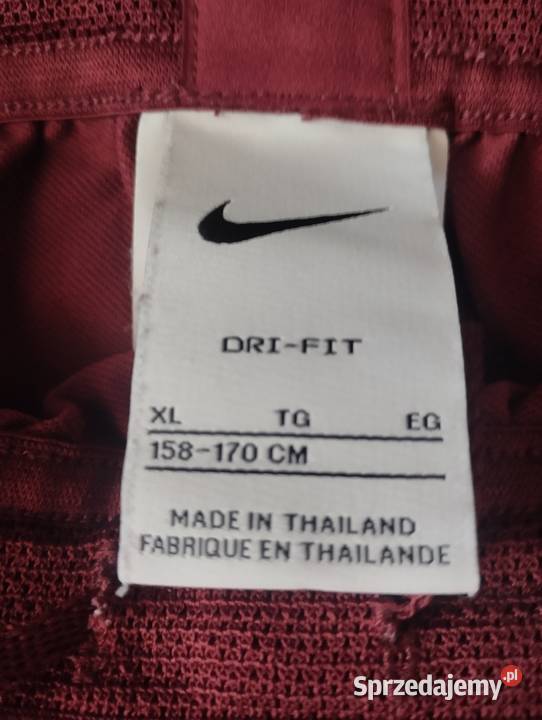 DRI-FIT
XL TG EG
158-170 CM
MADE IN THAILAND
FABRIQUE EN THAILANDE
Sprzedajemy.pl